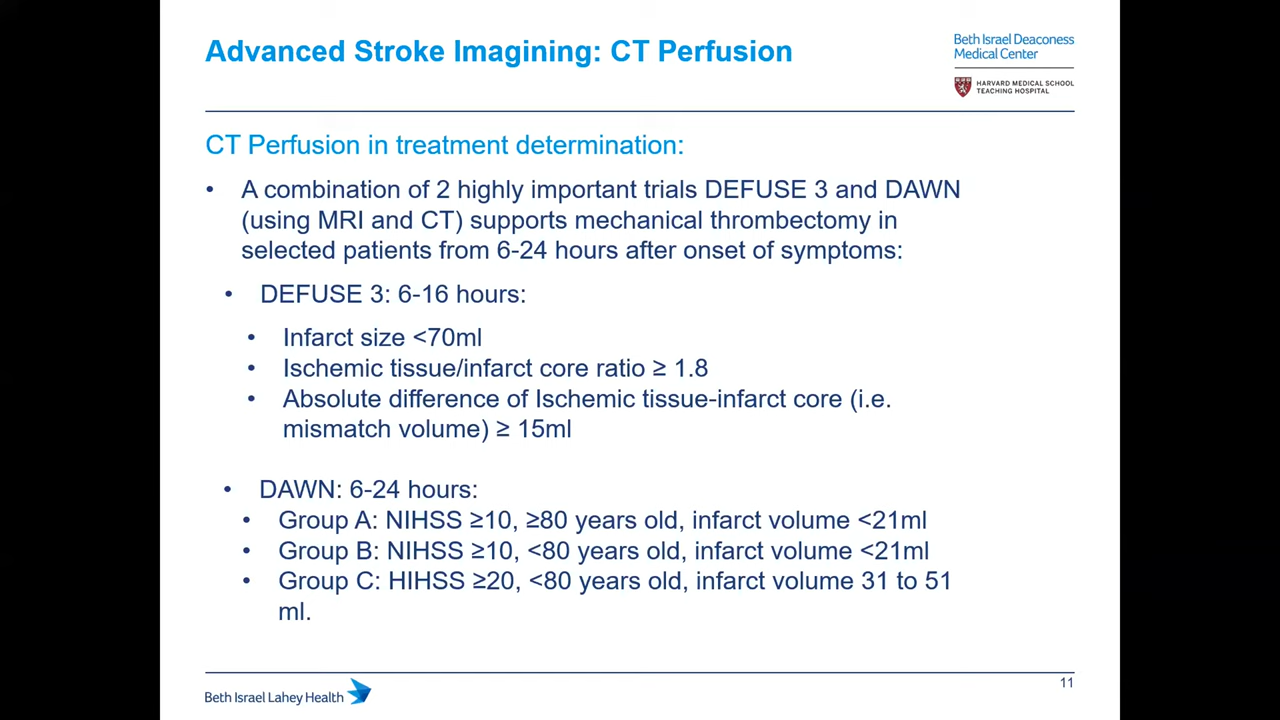 Advanced Stroke Imagining: CT Perfusion
Beth Israel Deaconess
Medical Center
HARVARD MEDICAL SCHOOL
TEACHING HOSPITAL
CT Perfusion in treatment determination:
• A combination of 2 highly important trials DEFUSE 3 and DAWN
(using MRI and CT) supports mechanical thrombectomy in
selected patients from 6-24 hours after onset of symptoms:
• DEFUSE 3: 6-16 hours:
• Infarct size <70ml
• Ischemic tissue/infarct core ratio ≥ 1.8
• Absolute difference of Ischemic tissue-infarct core (i.e.
mismatch volume) ≥ 15ml
• DAWN: 6-24 hours:
• Group A: NIHSS ≥10, ≥80 years old, infarct volume <21ml
• Group B: NIHSS ≥10, <80 years old, infarct volume <21ml
• Group C: HIHSS ≥20, <80 years old, infarct volume 31 to 51
ml.
Beth Israel Lahey Health
11